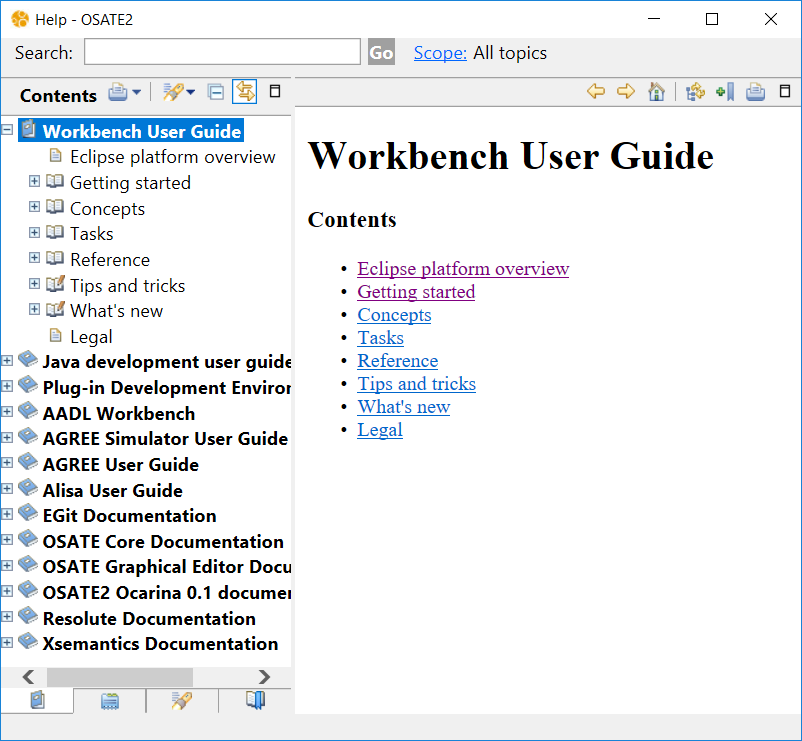 Help - OSATE2
Search:
Go
Scope: All topics
Contents
Workbench User Guide
Eclipse platform overview
Getting started
Concepts
Tasks
Reference
Tips and tricks
What's new
Legal
Java development user guide
Plug-in Development Enviror
AADL Workbench
AGREE Simulator User Guide
AGREE User Guide
Alisa User Guide
EGit Documentation
OSATE Core Documentation
OSATE Graphical Editor Docu
OSATE2 Ocarina 0.1 documer
Resolute Documentation
Xsemantics Documentation
Workbench User Guide
Contents
• Eclipse platform overview
• Getting started
• Concepts
• Tasks
• Reference
• Tips and tricks
• What's new
• Legal